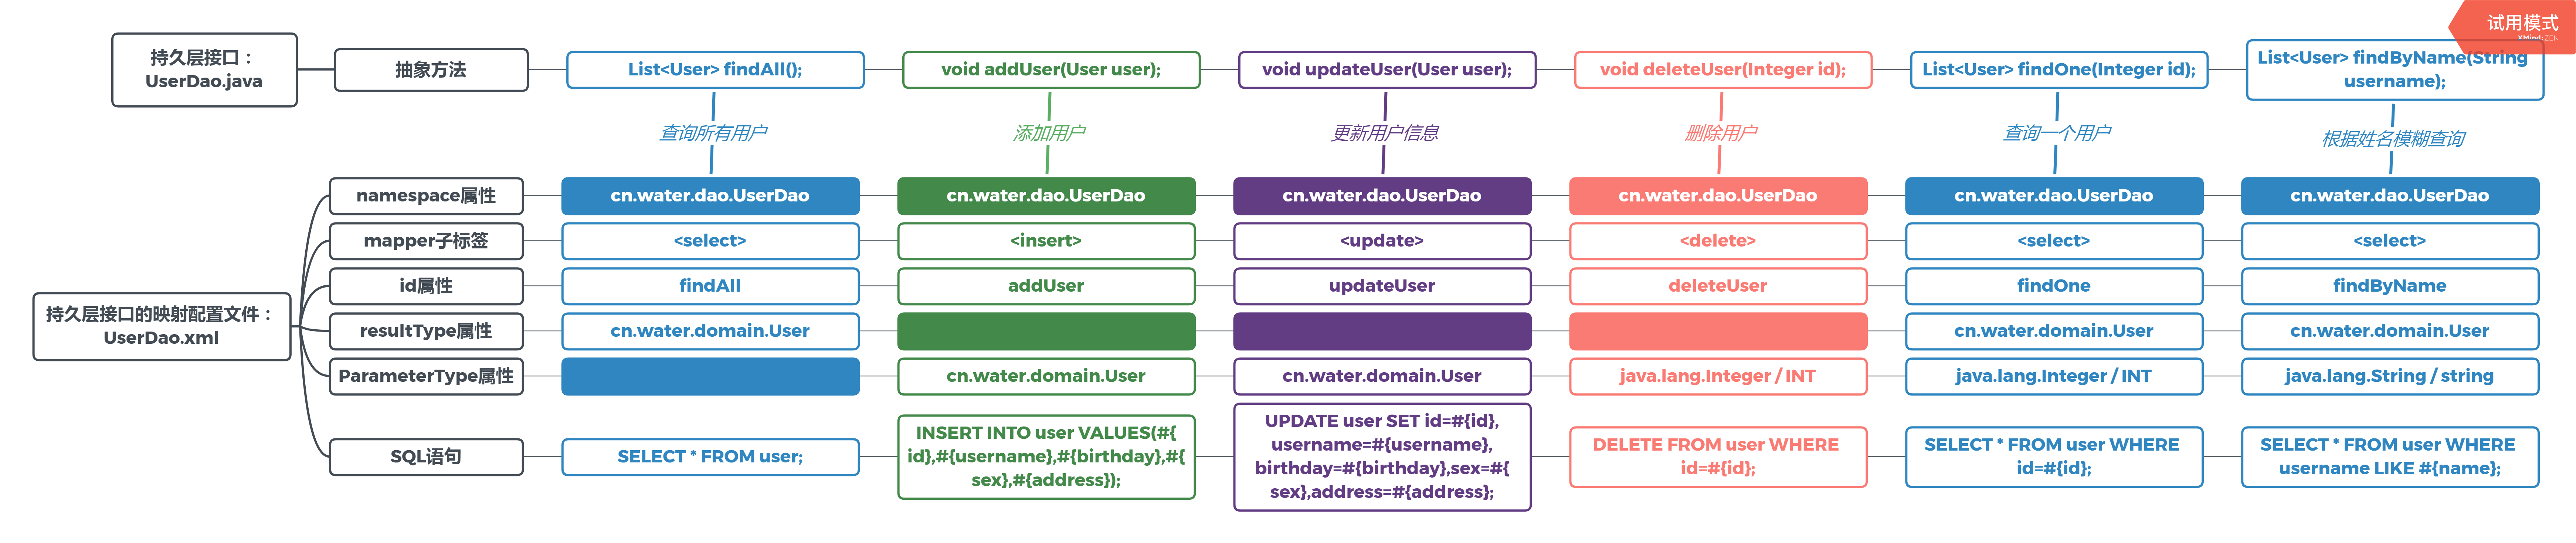 试用模式
XMind:ZEN
持久层接口：
UserDao.java
抽象方法
List<User> findAll();
void addUser(User user);
void updateUser(User user);
void deleteUser(Integer id);
List<User> findOne(Integer id);
List<User> findByName(String
username);
查询所有用户
添加用户
更新用户信息
删除用户
查询一个用户
根据姓名模糊查询
持久层接口的映射配置文件：
UserDao.xml
namespace属性
cn.water.dao.UserDao
cn.water.dao.UserDao
cn.water.dao.UserDao
cn.water.dao.UserDao
cn.water.dao.UserDao
cn.water.dao.UserDao
mapper子标签
<select>
<insert>
<update>
<delete>
<select>
<select>
id属性
findAll
addUser
updateUser
deleteUser
findOne
findByName
resultType属性
cn.water.domain.User
cn.water.domain.User
cn.water.domain.User
ParameterType属性
cn.water.domain.User
cn.water.domain.User
java.lang.Integer / INT
java.lang.Integer / INT
java.lang.String / string
SQL语句
SELECT * FROM user;
INSERT INTO user VALUES(#{
id},#{username},#{birthday},#{
sex},#{address});
UPDATE user SET id=#{id},
username=#{username},
birthday=#{birthday},sex=#{
sex},address=#{address};
DELETE FROM user WHERE
id=#{id};
SELECT * FROM user WHERE
id=#{id};
SELECT * FROM user WHERE
username LIKE #{name};